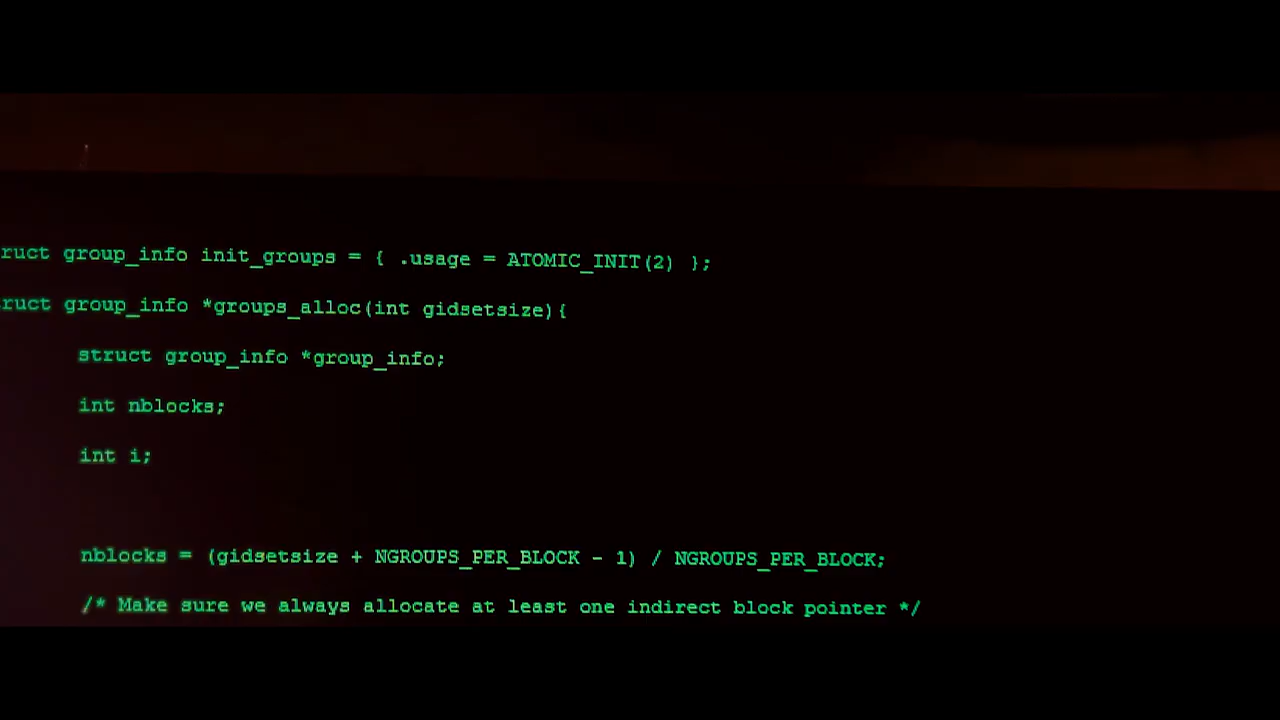 ruct group_info init_groups = { .usage = ATOMIC_INIT(2) };
ruct group_info *groups_alloc(int gidsetsize){
struct group_info *group_info;
int nblocks;
int i;
nblocks = (gidsetsize + NGROUPS_PER_BLOCK - 1) / NGROUPS_PER_BLOCK;
/* Make sure we always allocate at least one indirect block pointer */